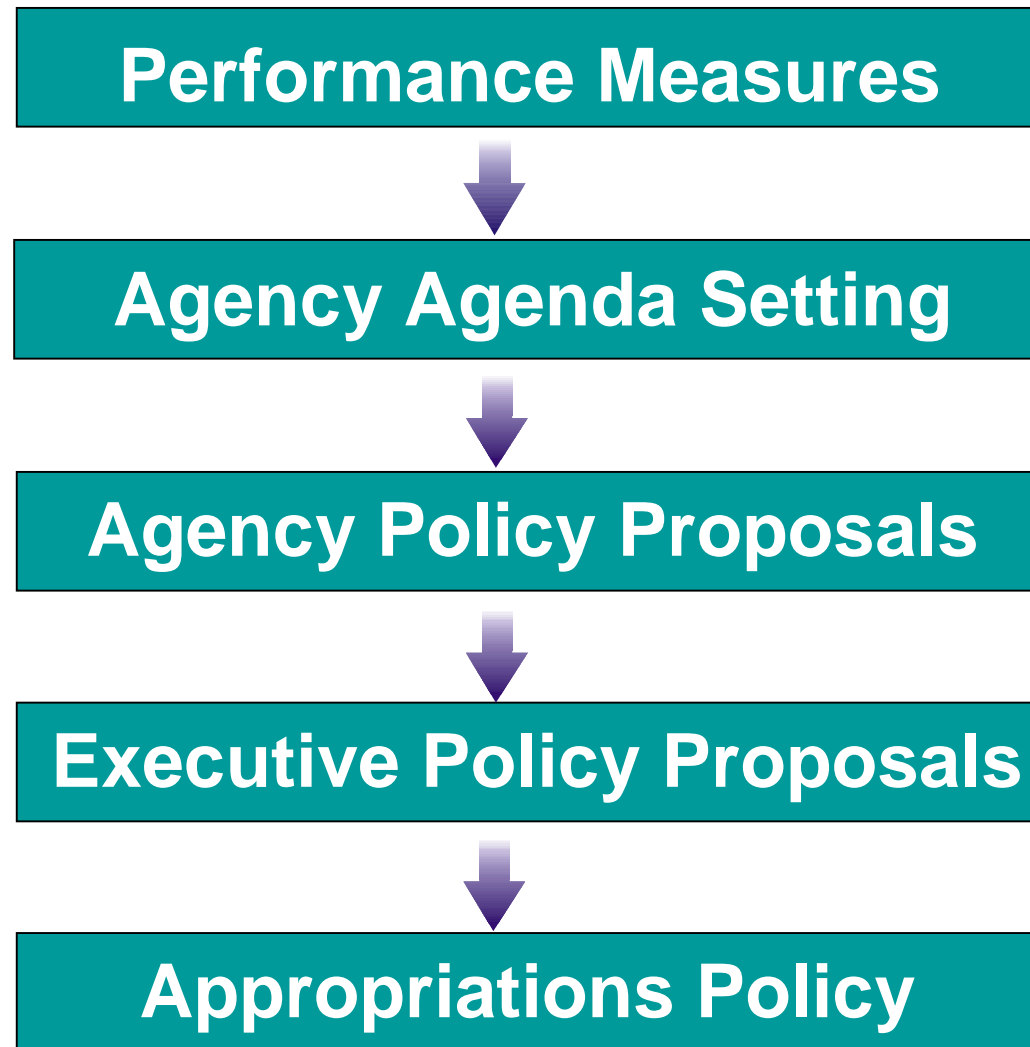 Performance Measures
Agency Agenda Setting
Agency Policy Proposals
Executive Policy Proposals
Appropriations Policy